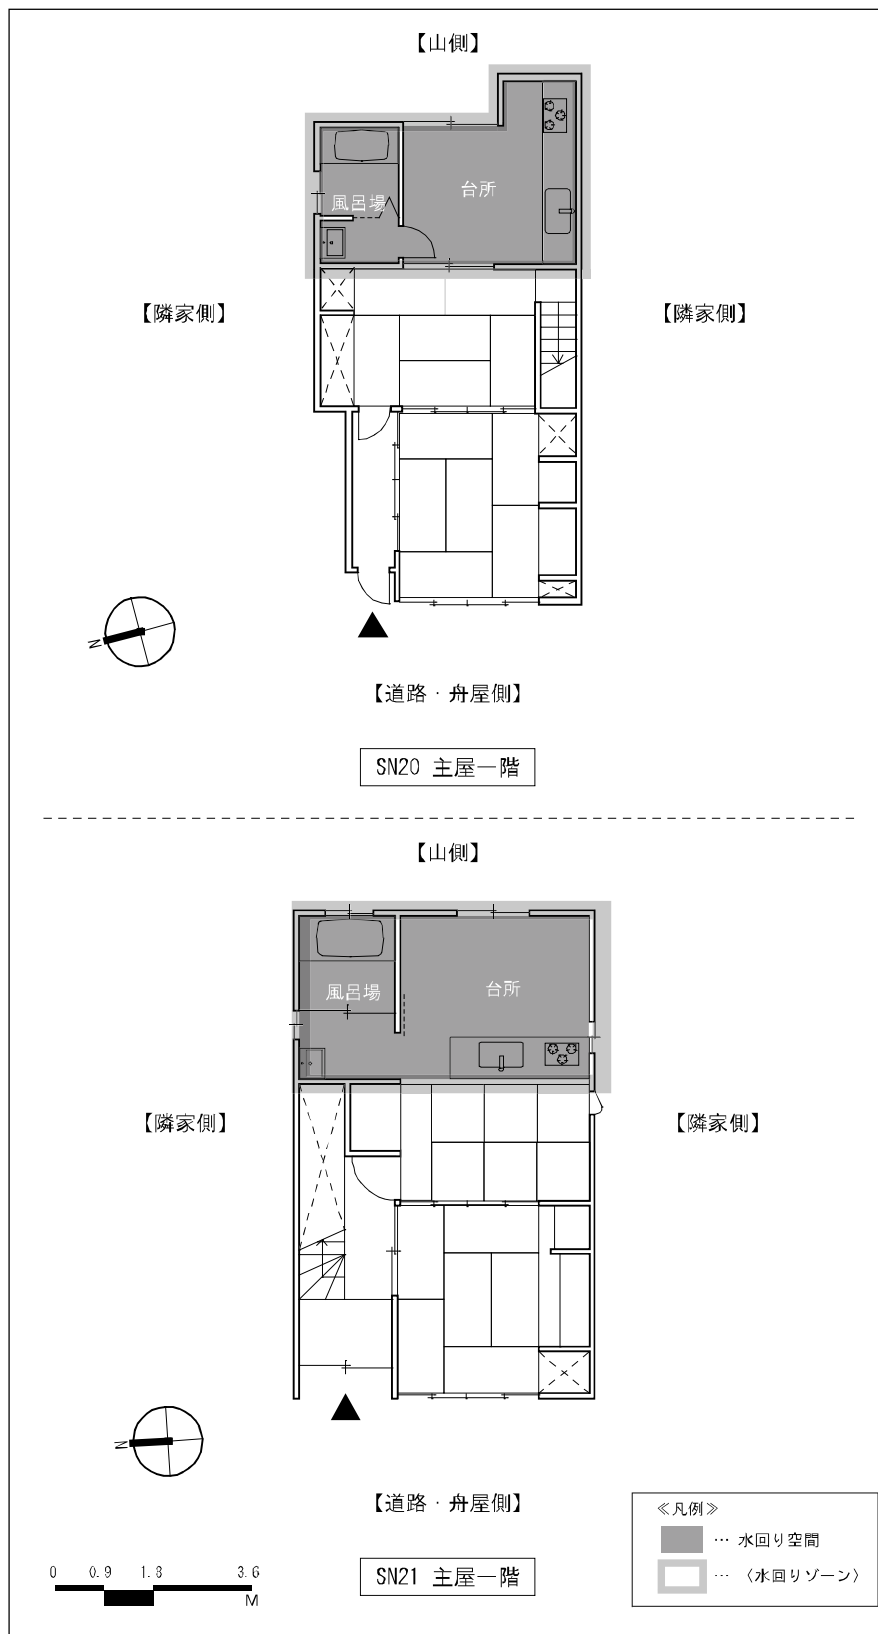 【山側】
台所
風呂場
【隣家側】
【隣家側】
N
【道路・舟屋側】
SN20 主屋一階
【山側】
風呂場
台所
【隣家側】
【隣家側】
N
【道路・舟屋側】
≪凡例≫
… 水回り空間
… 〈水回りゾーン〉
0 0.9 1.8 3.6
M
SN21 主屋一階